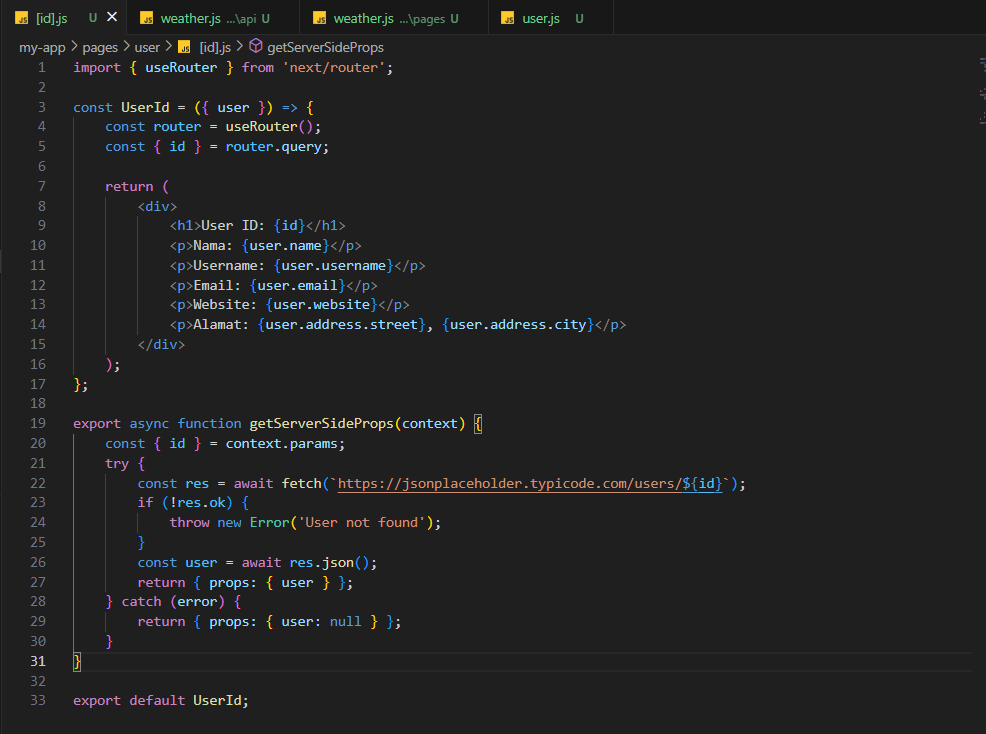 JS [id].js U × JS weather.js ...\api U JS weather.js ...\pages U JS user.js U
my-app > pages > user > JS [id].js > getServerSideProps
1 import { useRouter } from 'next/router';
2
3 const UserId = ({ user }) => {
4     const router = useRouter();
5     const { id } = router.query;
6
7     return (
8         <div>
9             <h1>User ID: {id}</h1>
10             <p>Nama: {user.name}</p>
11             <p>Username: {user.username}</p>
12             <p>Email: {user.email}</p>
13             <p>Website: {user.website}</p>
14             <p>Alamat: {user.address.street}, {user.address.city}</p>
15         </div>
16     );
17 };
18
19 export async function getServerSideProps(context) {
20     const { id } = context.params;
21     try {
22         const res = await fetch(`https://jsonplaceholder.typicode.com/users/${id}`);
23         if (!res.ok) {
24             throw new Error('User not found');
25         }
26         const user = await res.json();
27         return { props: { user } };
28     } catch (error) {
29         return { props: { user: null } };
30     }
31 }
32
33 export default UserId;